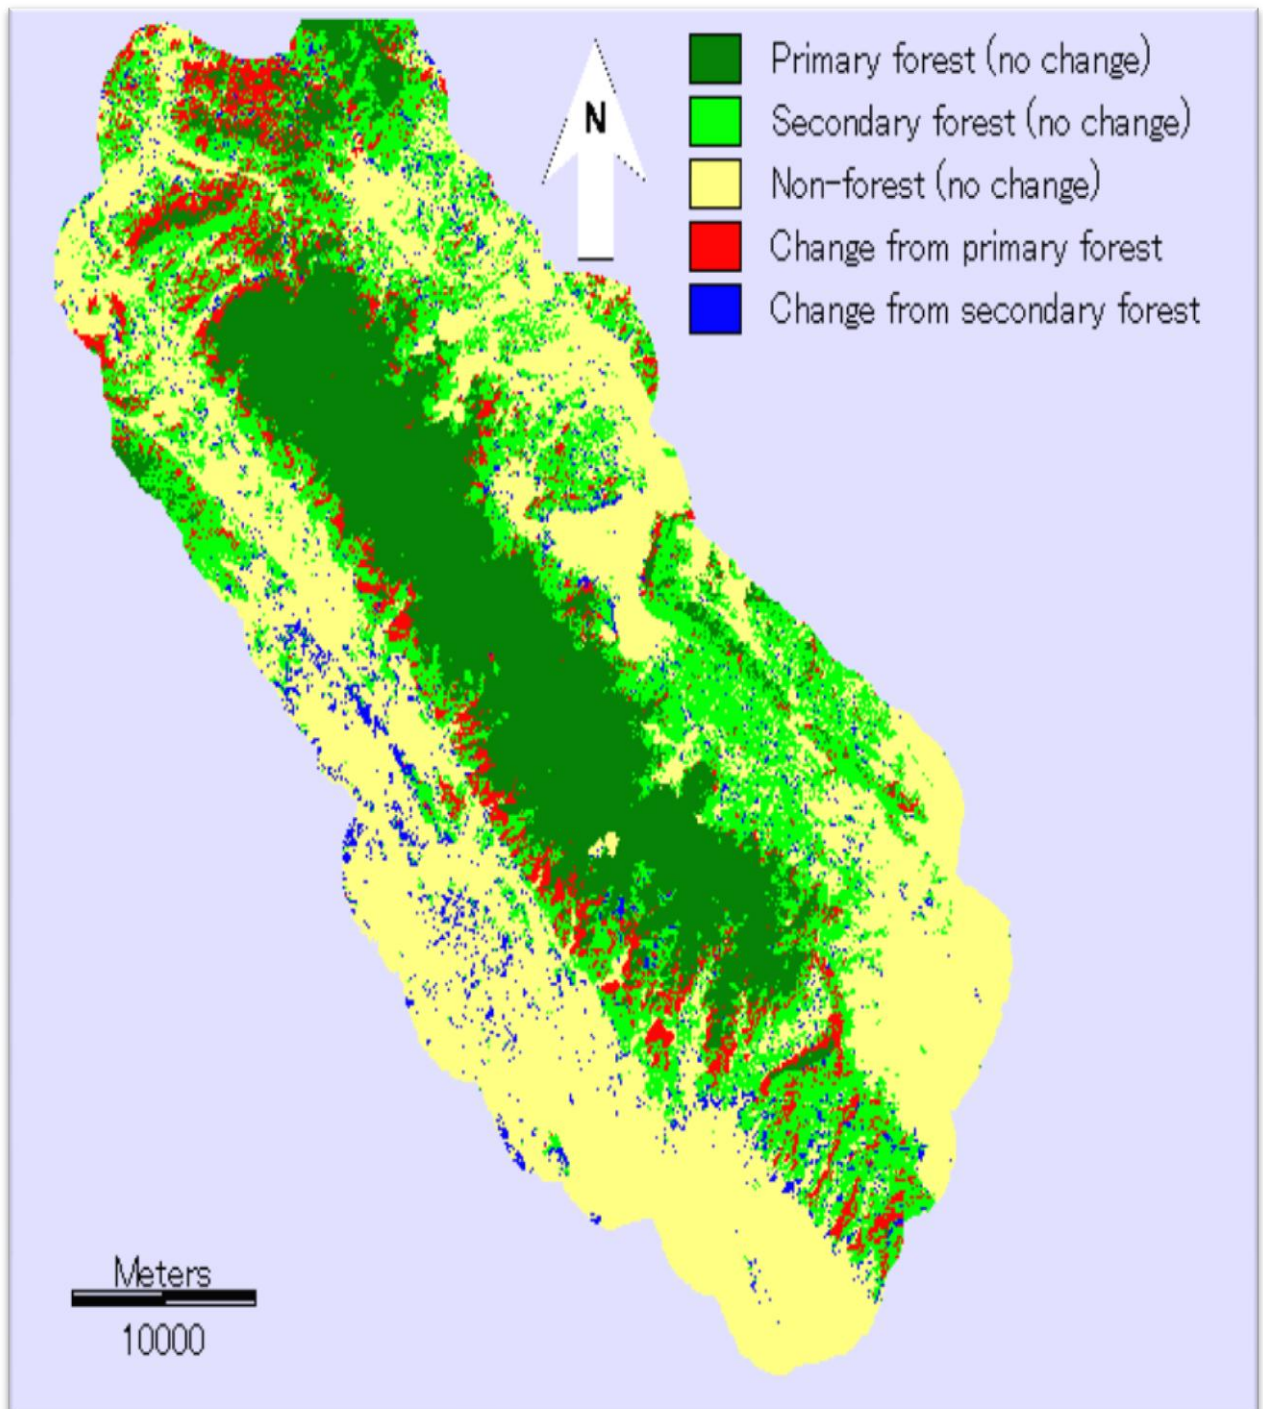 N
Primary forest (no change)
Secondary forest (no change)
Non-forest (no change)
Change from primary forest
Change from secondary forest
Meters
10000